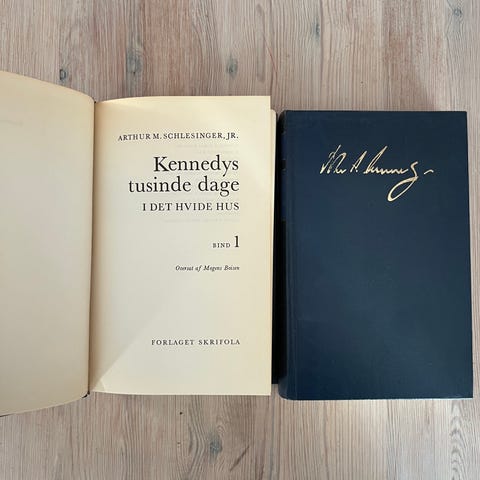 ARTHUR M. SCHLESINGER, JR.
Kennedys
tusinde dage
I DET HVIDE HUS
BIND 1
Oversat af Mogens Boisen
FORLAGET SKRIFOLA